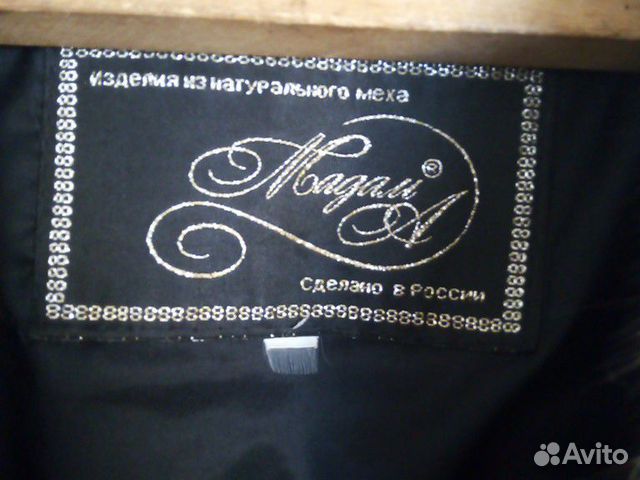 Изделия из натурального меха
Мадам®
А
Сделано в России
Avito